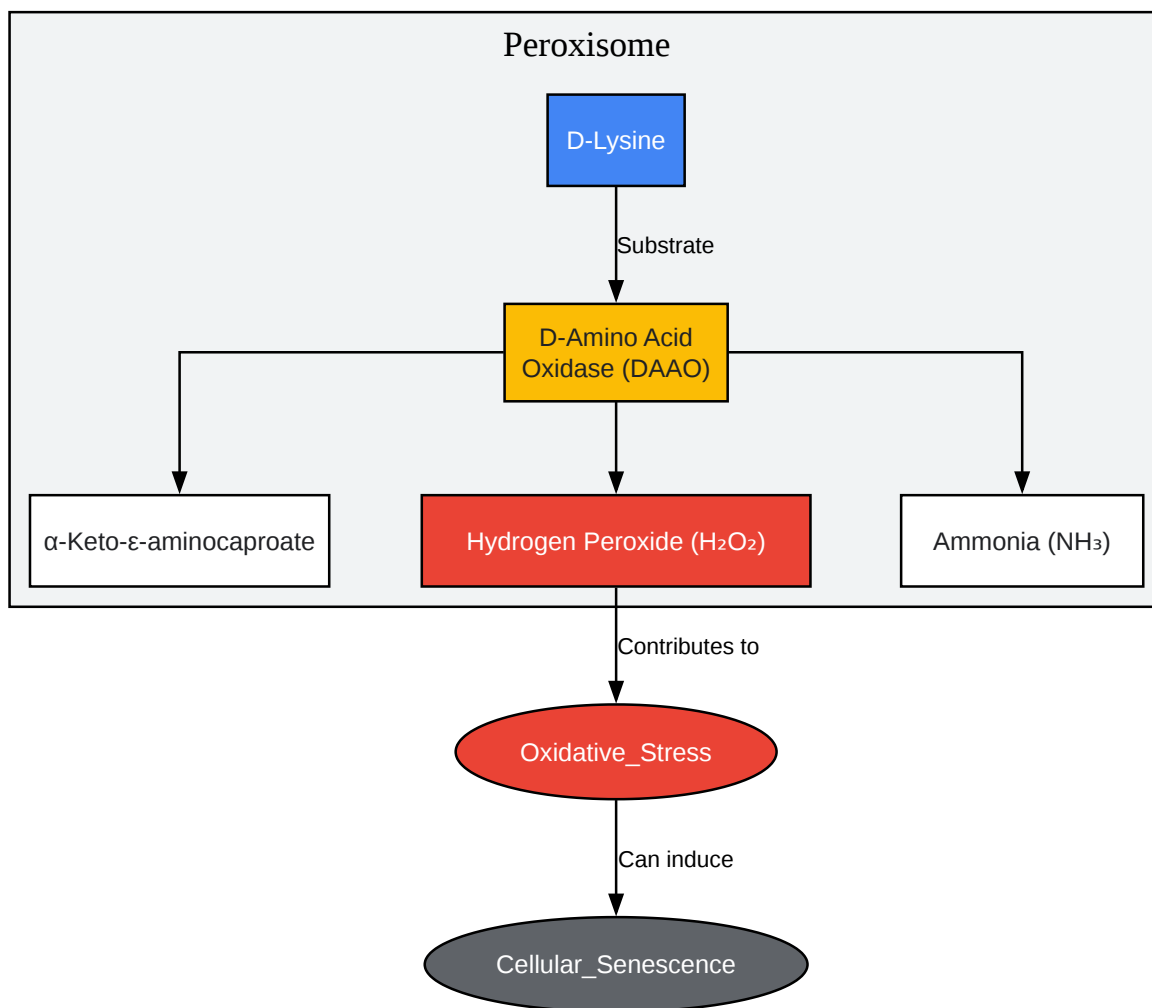 Peroxisome
D-Lysine
Substrate
D-Amino Acid
Oxidase (DAAO)
α-Keto-ε-aminocaproate
Hydrogen Peroxide (H₂O₂)
Ammonia (NH₃)
Contributes to
Oxidative_Stress
Can induce
Cellular_Senescence